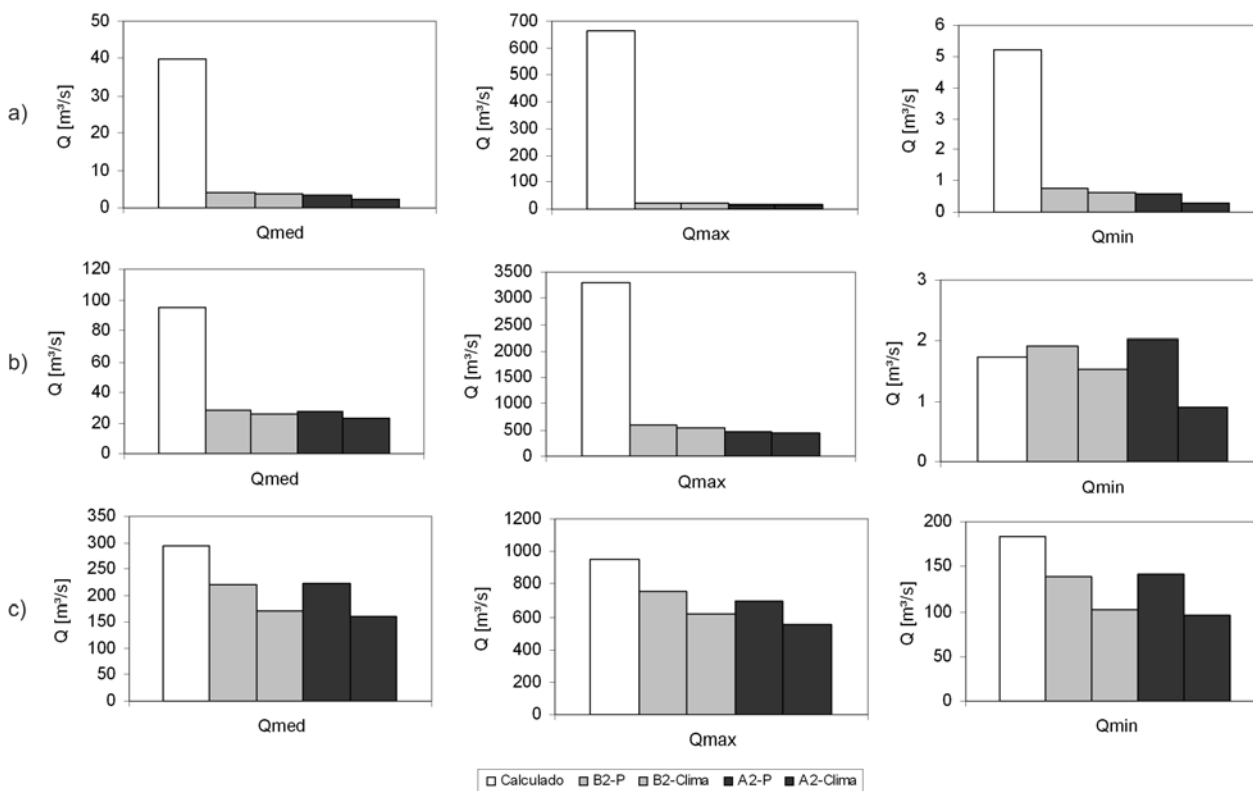 a)
Q [m³/s]
50
40
30
20
10
0
Qmed
Q [m³/s]
700
600
500
400
300
200
100
0
Qmax
Q [m³/s]
6
5
4
3
2
1
0
Qmin
b)
Q [m³/s]
120
100
80
60
40
20
0
Qmed
Q [m³/s]
3500
3000
2500
2000
1500
1000
500
0
Qmax
Q [m³/s]
3
2
1
0
Qmin
c)
Q [m³/s]
350
300
250
200
150
100
50
0
Qmed
Q [m³/s]
1200
1000
800
600
400
200
0
Qmax
Q [m³/s]
200
150
100
50
0
Qmin
Calculado B2-P B2-Clima A2-P A2-Clima